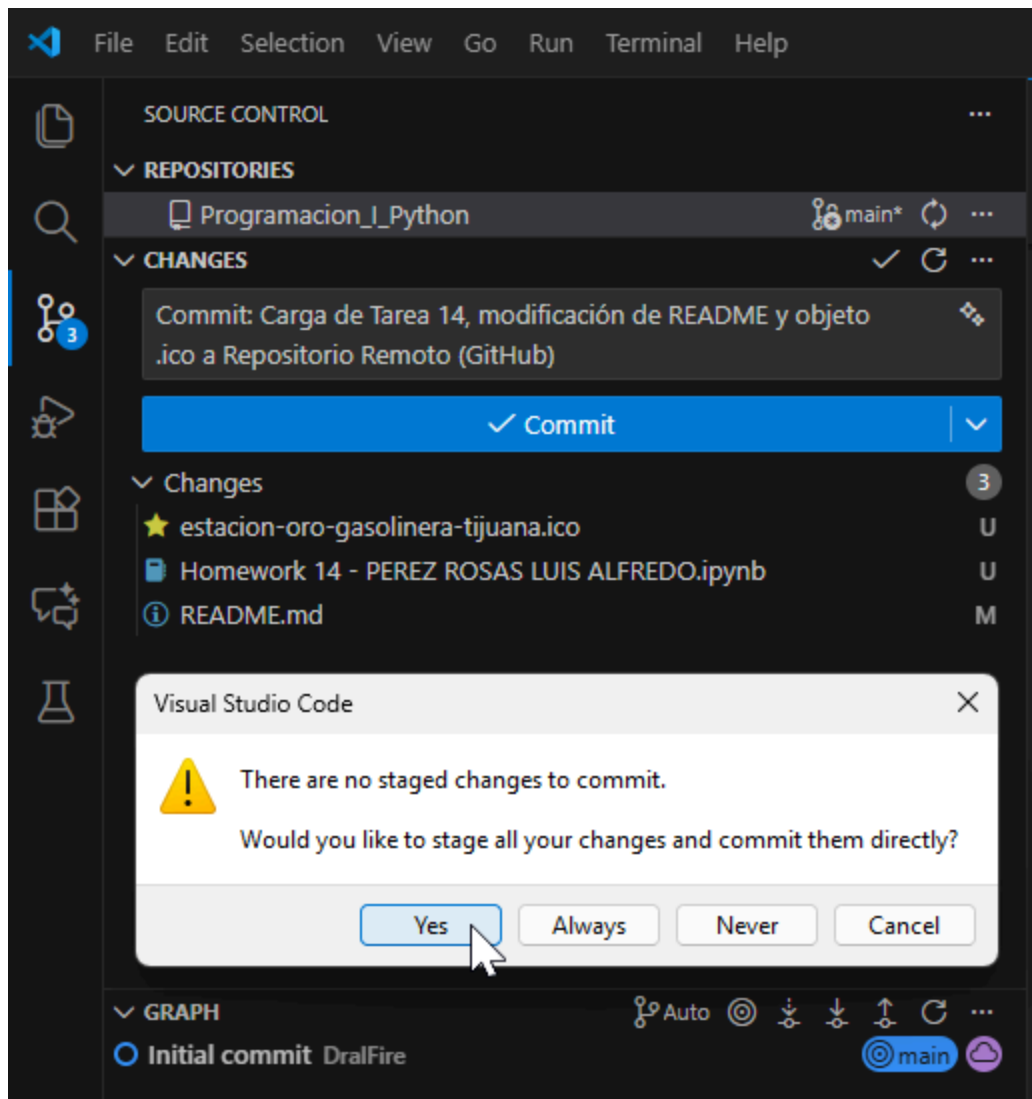 File Edit Selection View Go Run Terminal Help
SOURCE CONTROL
REPOSITORIES
Programacion_I_Python main*
CHANGES
Commit: Carga de Tarea 14, modificación de README y objeto
.ico a Repositorio Remoto (GitHub)
Commit
3
Changes 3
estacion-oro-gasolinera-tijuana.ico U
Homework 14 - PEREZ ROSAS LUIS ALFREDO.ipynb U
README.md M
Visual Studio Code
There are no staged changes to commit.
Would you like to stage all your changes and commit them directly?
Yes Always Never Cancel
GRAPH Auto
Initial commit DralFire main